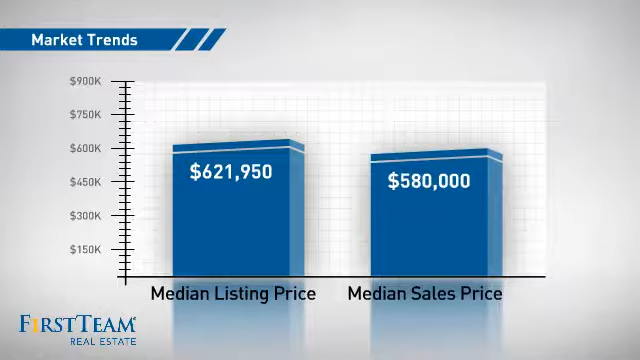 Market Trends
$900K
$750K
$600K
$450K
$300K
$150K
$621,950
$580,000
Median Listing Price
Median Sales Price
FIRSTTEAM®
REAL ESTATE